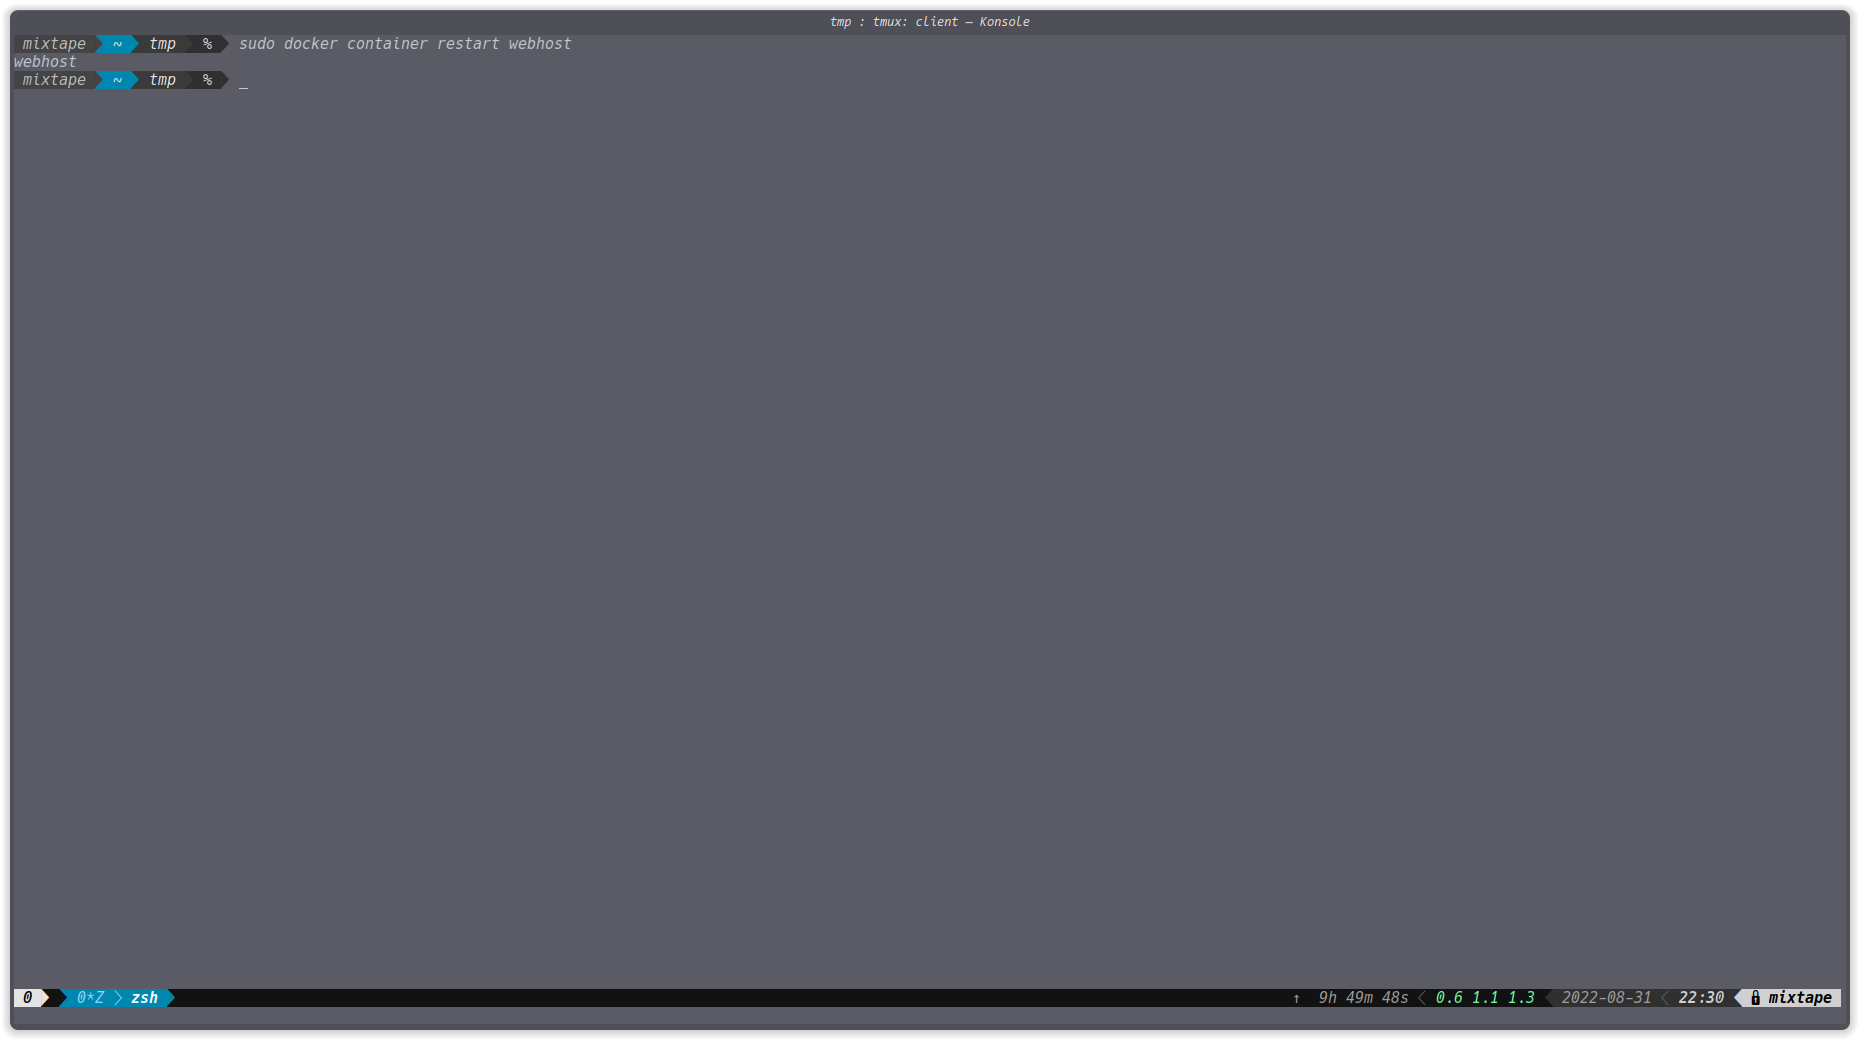 tmp : tmux: client — Konsole
mixtape ~ tmp % sudo docker container restart webhost
webhost
mixtape ~ tmp % _
0 0*Z zsh ↑ 9h 49m 48s 0.6 1.1 1.3 2022-08-31 22:30 mixtape